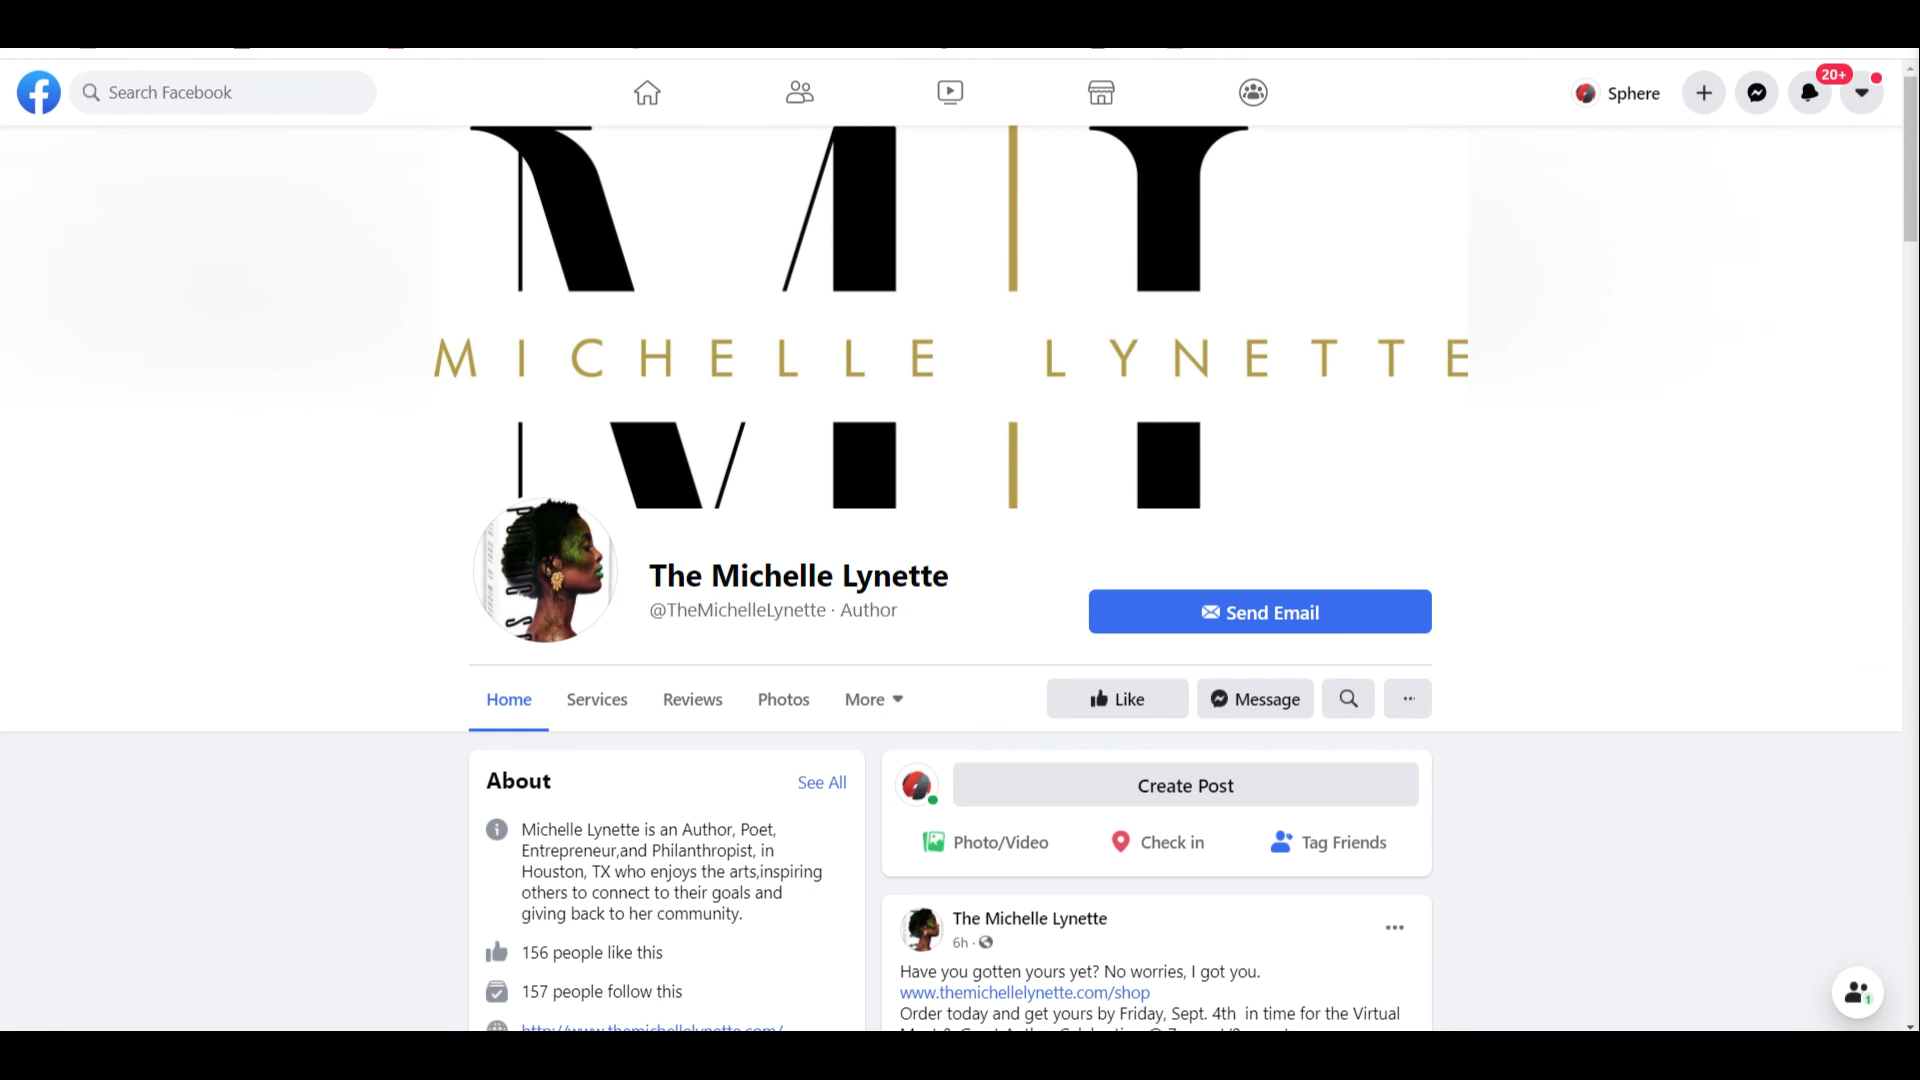 Search Facebook
Sphere
20+
MICHELLE LYNETTE
The Michelle Lynette
@TheMichelleLynette · Author
Send Email
Home
Services
Reviews
Photos
More
Like
Message
About
See All
Michelle Lynette is an Author, Poet,
Entrepreneur,and Philanthropist, in
Houston, TX who enjoys the arts,inspiring
others to connect to their goals and
giving back to her community.
156 people like this
157 people follow this
http://www.themichellelynette.com/
Create Post
Photo/Video
Check in
Tag Friends
The Michelle Lynette
6h ·
Have you gotten yours yet? No worries, I got you.
www.themichellelynette.com/shop
Order today and get yours by Friday, Sept. 4th in time for the Virtual
1